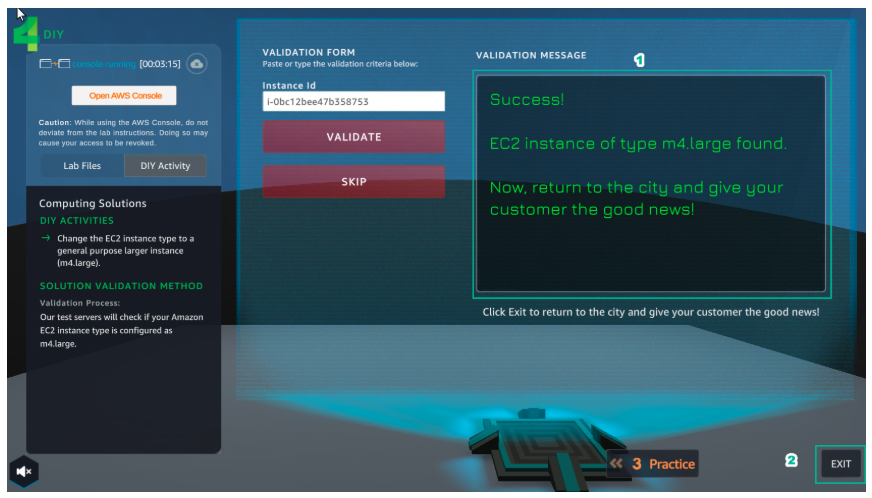 4 DIY
console-running [00:03:15]
Open AWS Console
Caution: While using the AWS Console, do not
deviate from the lab instructions. Doing so may
cause your access to be revoked.
Lab Files
DIY Activity
Computing Solutions
DIY ACTIVITIES
→ Change the EC2 instance type to a
general purpose larger instance
(m4.large).
SOLUTION VALIDATION METHOD
Validation Process:
Our test servers will check if your Amazon
EC2 instance type is configured as
m4.large.
VALIDATION FORM
Paste or type the validation criteria below:
Instance Id
i-0bc12bee47b358753
VALIDATE
SKIP
VALIDATION MESSAGE
1
Success!
EC2 instance of type m4.large found.
Now, return to the city and give your
customer the good news!
Click Exit to return to the city and give your customer the good news!
« 3 Practice
2
EXIT